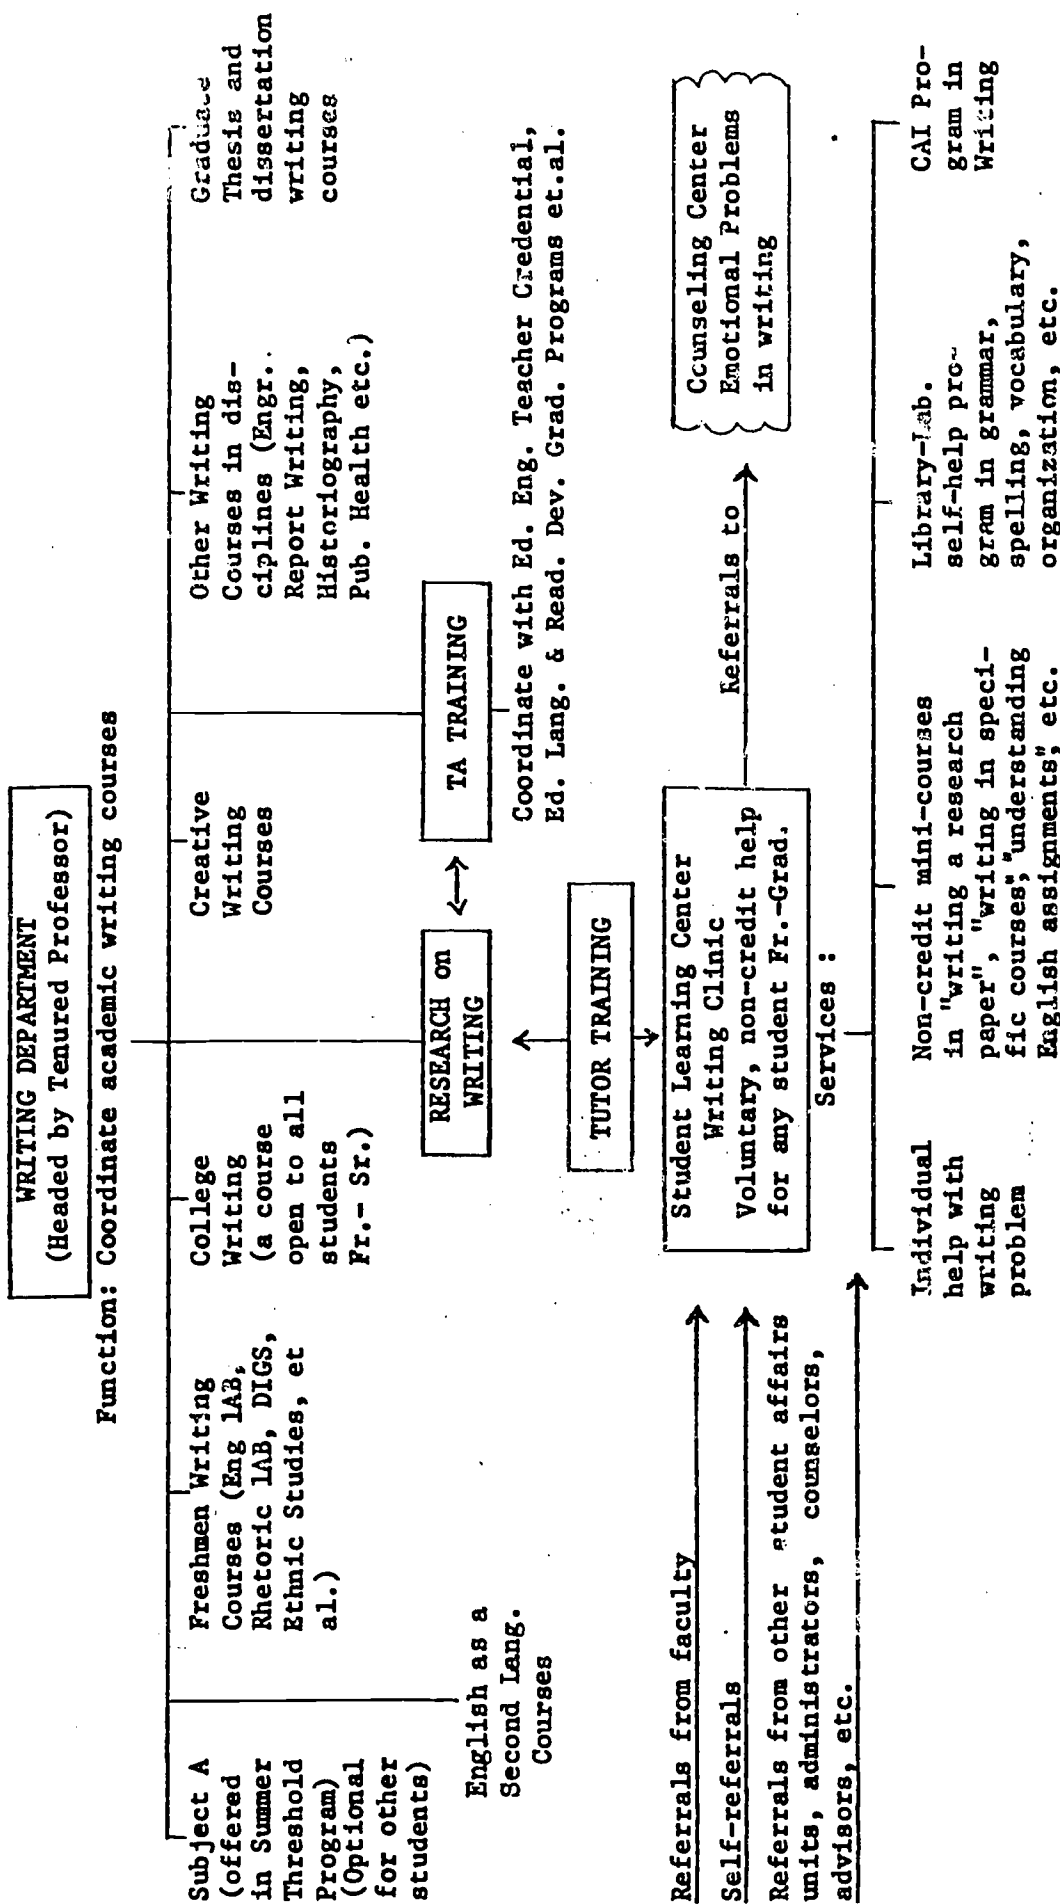 WRITING DEPARTMENT
(Headed by Tenured Professor)
Function: Coordinate academic writing courses
Subject A
(offered
in Summer
Threshold
Program)
(Optional
for other
students)
English as a
Second Lang.
Courses
Freshmen Writing
Courses (Eng 1AB,
Rhetoric 1AB, DIGS,
Ethnic Studies, et
al.)
College
Writing
(a course
open to all
students
Fr.- Sr.)
Creative
Writing
Courses
Other Writing
Courses in dis-
ciplines (Engr..
Report Writing,
Historiography,
Pub. Health etc.)
Graduate
Thesis and
dissertation
writing
courses
RESEARCH on
WRITING
TA TRAINING
Coordinate with Ed. Eng. Teacher Credential,
Ed. Lang. & Read. Dev. Grad. Programs et.al.
TUTOR TRAINING
Referrals from faculty
Self-referrals
Referrals from other student affairs
units, administrators, counselors,
advisors, etc.
Student Learning Center
Writing Clinic
Voluntary, non-credit help
for any student Fr.-Grad.
Referrals to
Counseling Center
Emotional Problems
in writing
Services :
Individual
help with
writing
problem
Non-credit mini-courses
in "writing a research
paper", "writing in speci-
fic courses", "understanding
English assignments", etc.
Library-Lab.
self-help pro-
gram in grammar,
spelling, vocabulary,
organization, etc.
CAI Pro-
gram in
Writing